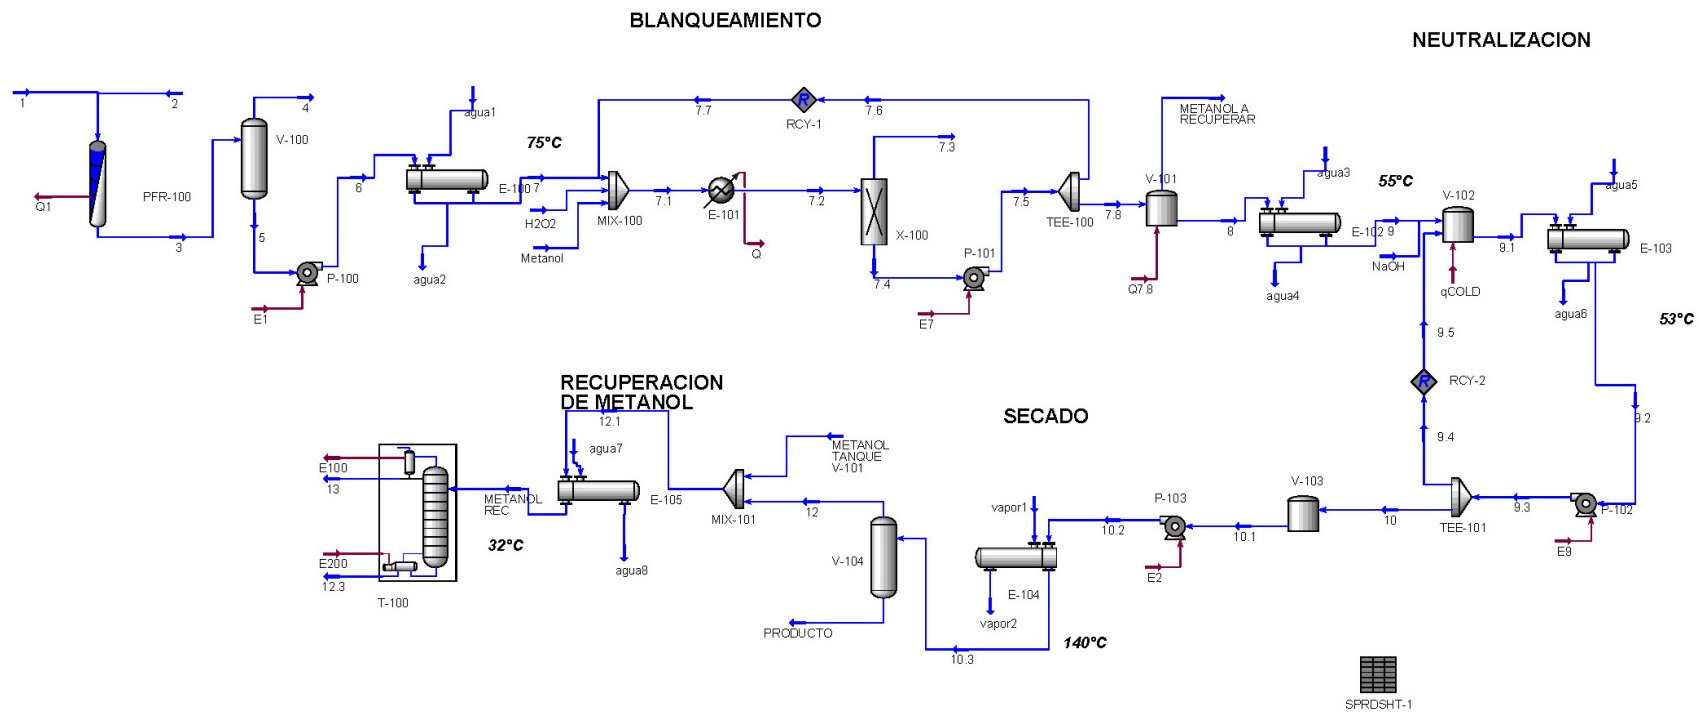 BLANQUEAMIENTO
NEUTRALIZACION
1
2
4
V-100
PFR-100
Q1
3
5
6
P-100
E1
agua1
E-100
agua2
75°C
7
H2O2
Metanol
MIX-100
7.7
RCY-1
7.6
7.1
E-101
Q
7.2
7.3
X-100
7.4
P-101
E7
7.5
TEE-100
7.8
METANOL A
RECUPERAR
V-101
Q7.8
8
agua3
E-102
agua4
55°C
9
NaOH
V-102
qCOLD
9.1
agua5
E-103
agua6
53°C
9.5
RCY-2
9.4
9.2
P-102
E9
9.3
TEE-101
10
V-103
10.1
P-103
E2
10.2
SECADO
vapor1
E-104
vapor2
140°C
10.3
V-104
PRODUCTO
12
METANOL
TANQUE
V-101
MIX-101
12.1
RECUPERACION
DE METANOL
agua7
E-105
agua8
METANOL
REC
32°C
E100
13
E200
12.3
T-100
SPRDSHT-1